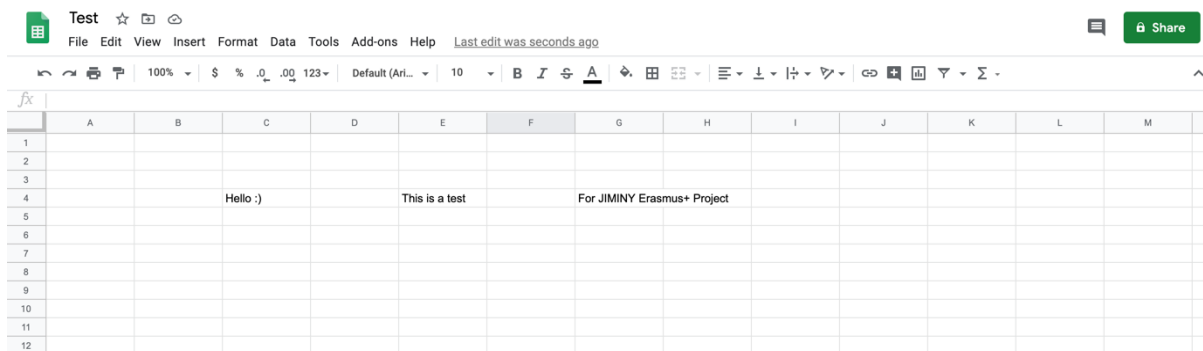 Test
Share
File Edit View Insert Format Data Tools Add-ons Help Last edit was seconds ago
100% $ % .0 .00 123 Default (Ari... 10 B I S A Σ
fx
A B C D E F G H I J K L M
1
2
3
4 Hello :) This is a test For JIMINY Erasmus+ Project
5
6
7
8
9
10
11
12